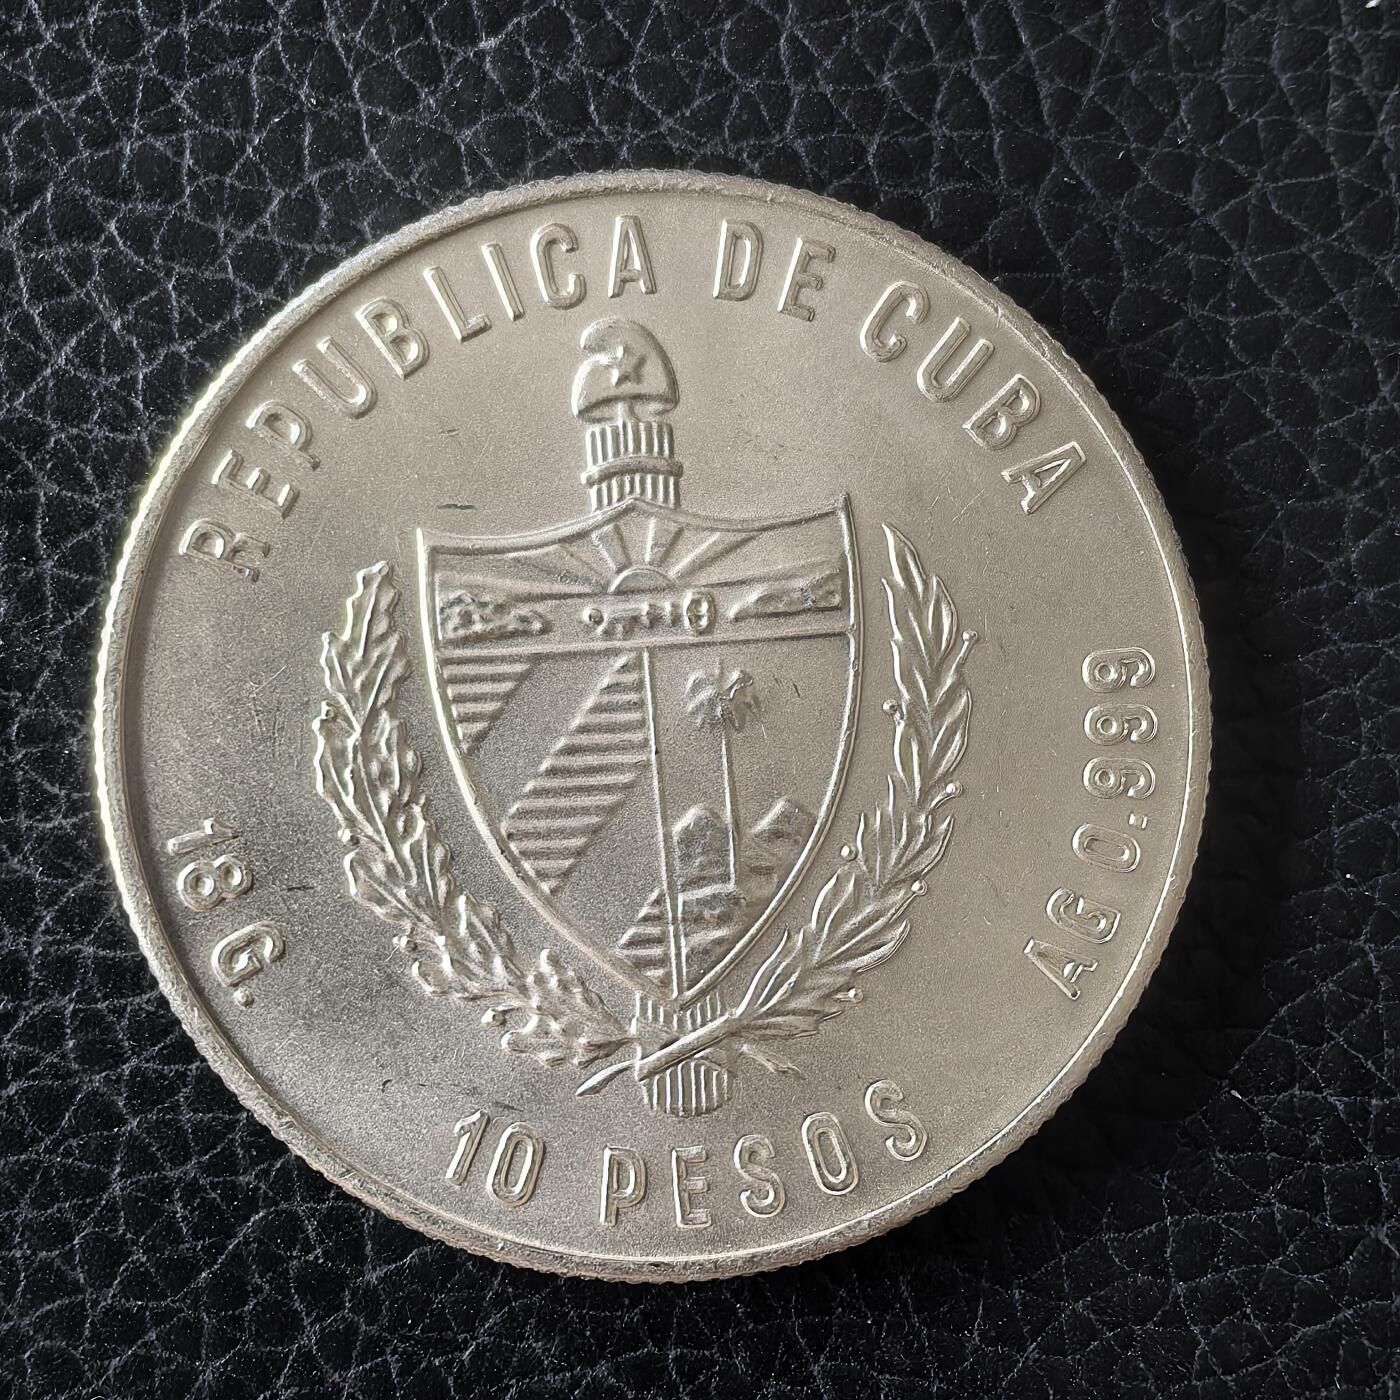 REPUBLICA DE CUBA
18 G.
AG 0.999
10 PESOS